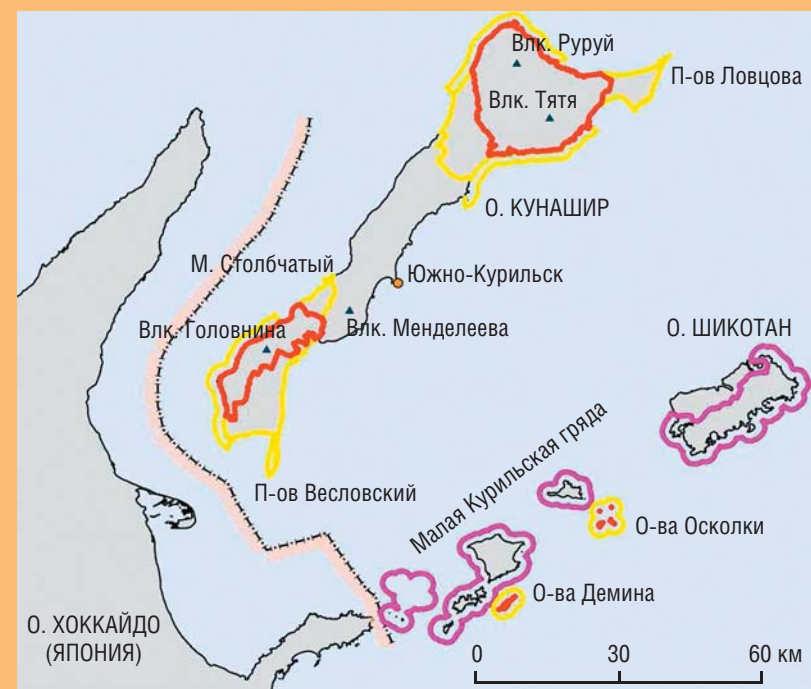 Влк. Руруй
П-ов Ловцова
Влк. Тятя
О. КУНАШИР
М. Столбчатый
Южно-Курильск
Влк. Головнина
Влк. Менделеева
О. ШИКОТАН
Малая Курильская гряда
П-ов Весловский
О-ва Осколки
О-ва Демина
О. ХОККАЙДО
(ЯПОНИЯ)
0 30 60 км